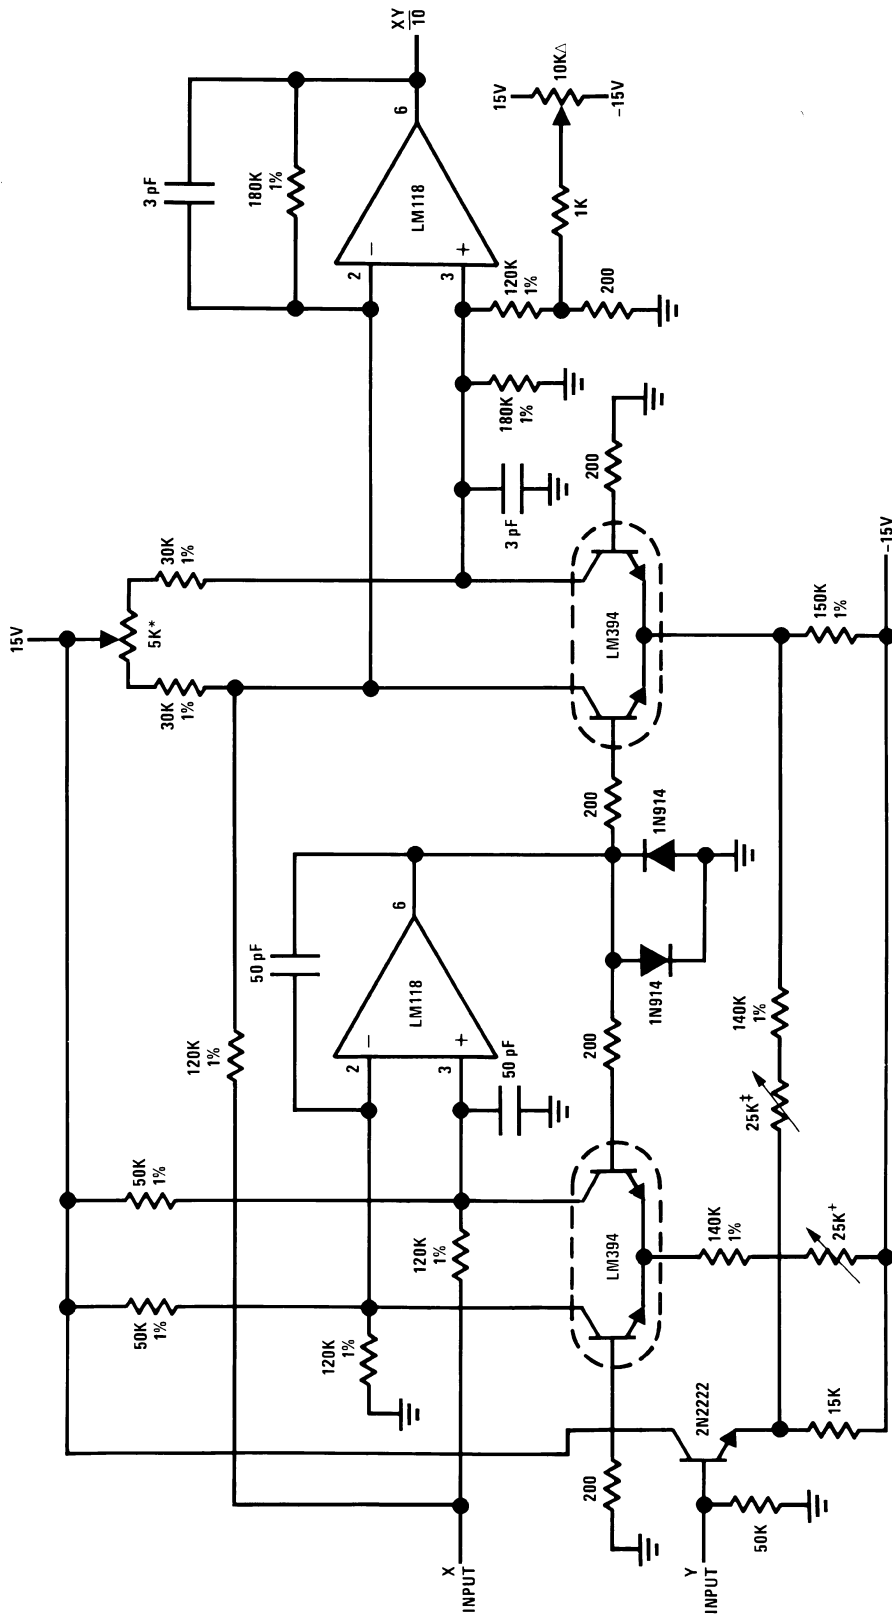 15V
5K*
30K
1%
30K
1%
50K
1%
50K
1%
120K
1%
3 pF
180K
1%
50 pF
120K
1%
2
LM118
6
3
50 pF
120K
1%
2
LM118
6
3
XY
10
X
INPUT
180K
1%
3 pF
120K
1%
1K
15V
10K△
-15V
200
200
LM394
200
200
LM394
200
1N914
1N914
Y
INPUT
2N2222
50K
15K
140K
1%
25K+
25K‡
140K
1%
150K
1%
-15V